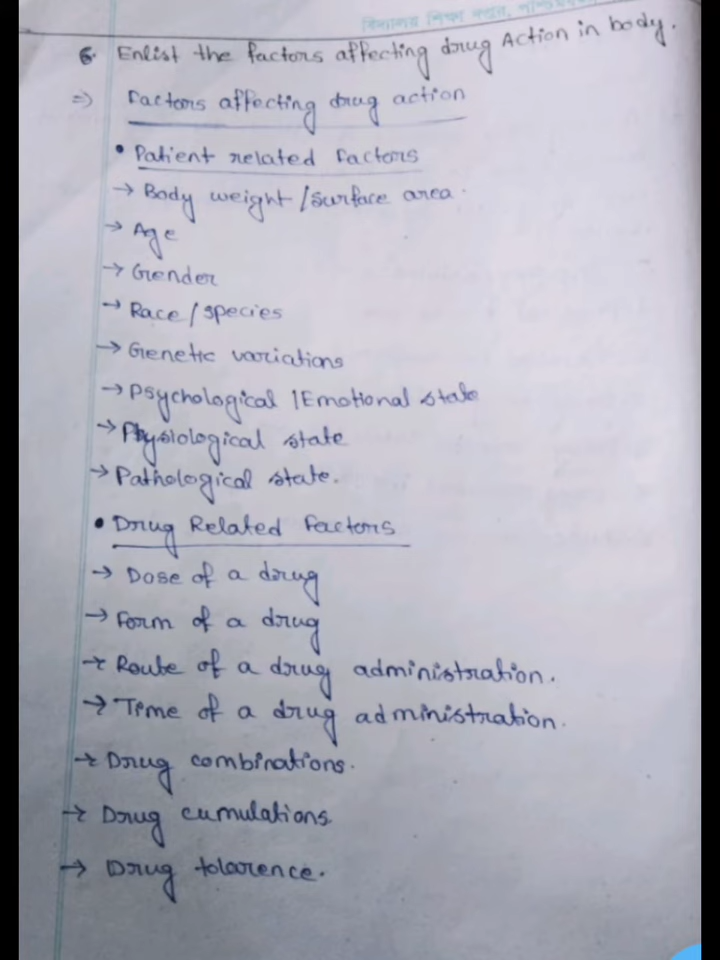 6. Enlist the factors affecting drug Action in body.
=> Factors affecting drug action
• Patient related Factors
→ Body weight / surface area.
→ Age
→ Gender
→ Race / species
→ Genetic variations
→ Psychological / Emotional state
→ Physiological state
→ Pathological state.
• Drug Related Factors
→ Dose of a drug
→ Form of a drug
→ Route of a drug administration.
→ Time of a drug administration.
→ Drug combinations.
→ Drug cumulations.
→ Drug tolarence.